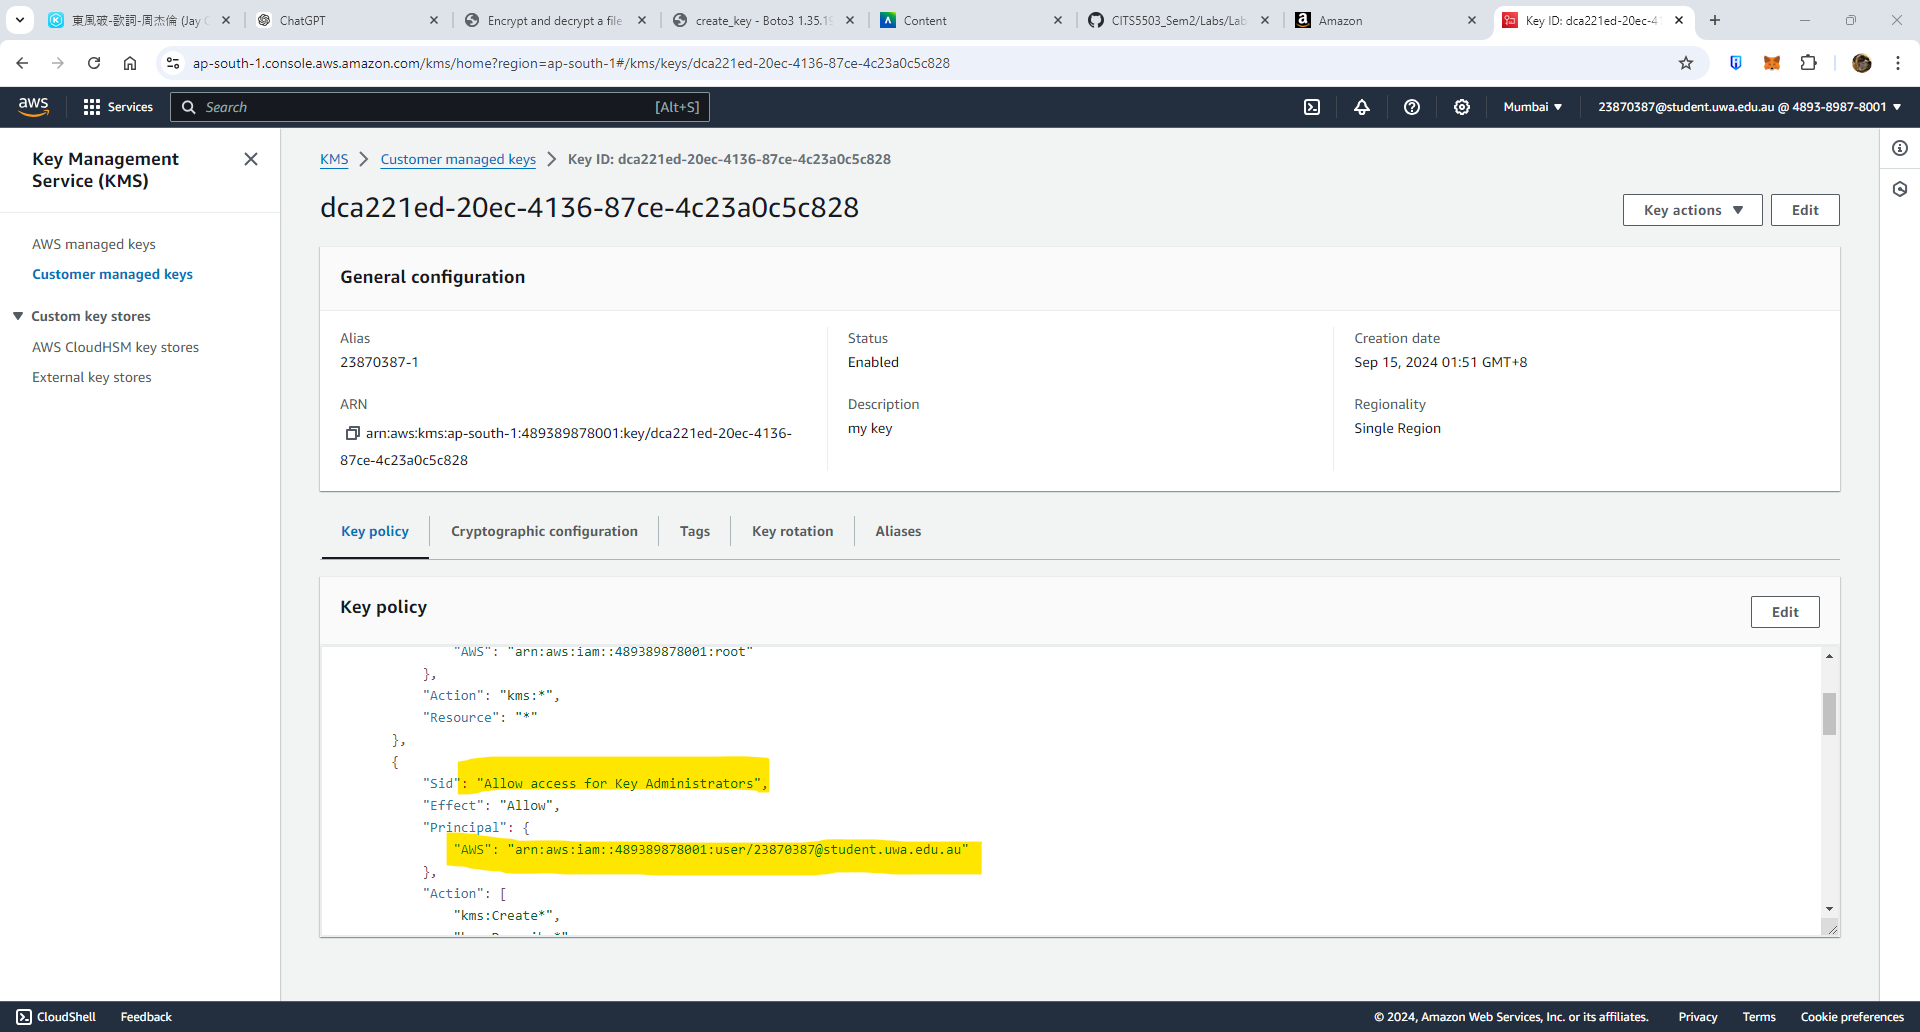 東風破-歌詞-周杰倫 (Jay C
ChatGPT
Encrypt and decrypt a file
create_key - Boto3 1.35.19
Content
CITS5503_Sem2/Labs/Lab
Amazon
Key ID: dca221ed-20ec-41
ap-south-1.console.aws.amazon.com/kms/home?region=ap-south-1#/kms/keys/dca221ed-20ec-4136-87ce-4c23a0c5c828
aws
Services
Search
[Alt+S]
Mumbai
23870387@student.uwa.edu.au @ 4893-8987-8001
Key Management
Service (KMS)
AWS managed keys
Customer managed keys
Custom key stores
AWS CloudHSM key stores
External key stores
KMS
Customer managed keys
Key ID: dca221ed-20ec-4136-87ce-4c23a0c5c828
dca221ed-20ec-4136-87ce-4c23a0c5c828
Key actions
Edit
General configuration
Alias
23870387-1
ARN
arn:aws:kms:ap-south-1:489389878001:key/dca221ed-20ec-4136-
87ce-4c23a0c5c828
Status
Enabled
Description
my key
Creation date
Sep 15, 2024 01:51 GMT+8
Regionality
Single Region
Key policy
Cryptographic configuration
Tags
Key rotation
Aliases
Key policy
Edit
"AWS": "arn:aws:iam::489389878001:root"
},
"Action": "kms:*",
"Resource": "*"
},
{
"Sid": "Allow access for Key Administrators",
"Effect": "Allow",
"Principal": {
"AWS": "arn:aws:iam::489389878001:user/23870387@student.uwa.edu.au"
},
"Action": [
"kms:Create*",
CloudShell
Feedback
© 2024, Amazon Web Services, Inc. or its affiliates.
Privacy
Terms
Cookie preferences